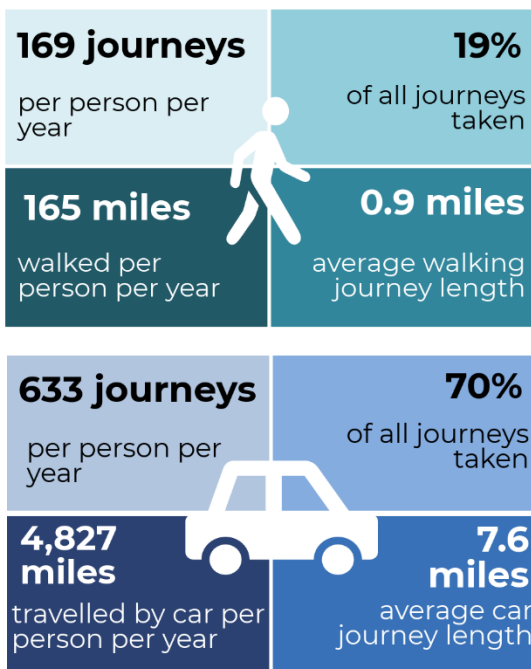 169 journeys
per person per
year
19%
of all journeys
taken
165 miles
walked per
person per year
0.9 miles
average walking
journey length
633 journeys
per person per
year
70%
of all journeys
taken
4,827
miles
travelled by car per
person per year
7.6
miles
average car
journey length